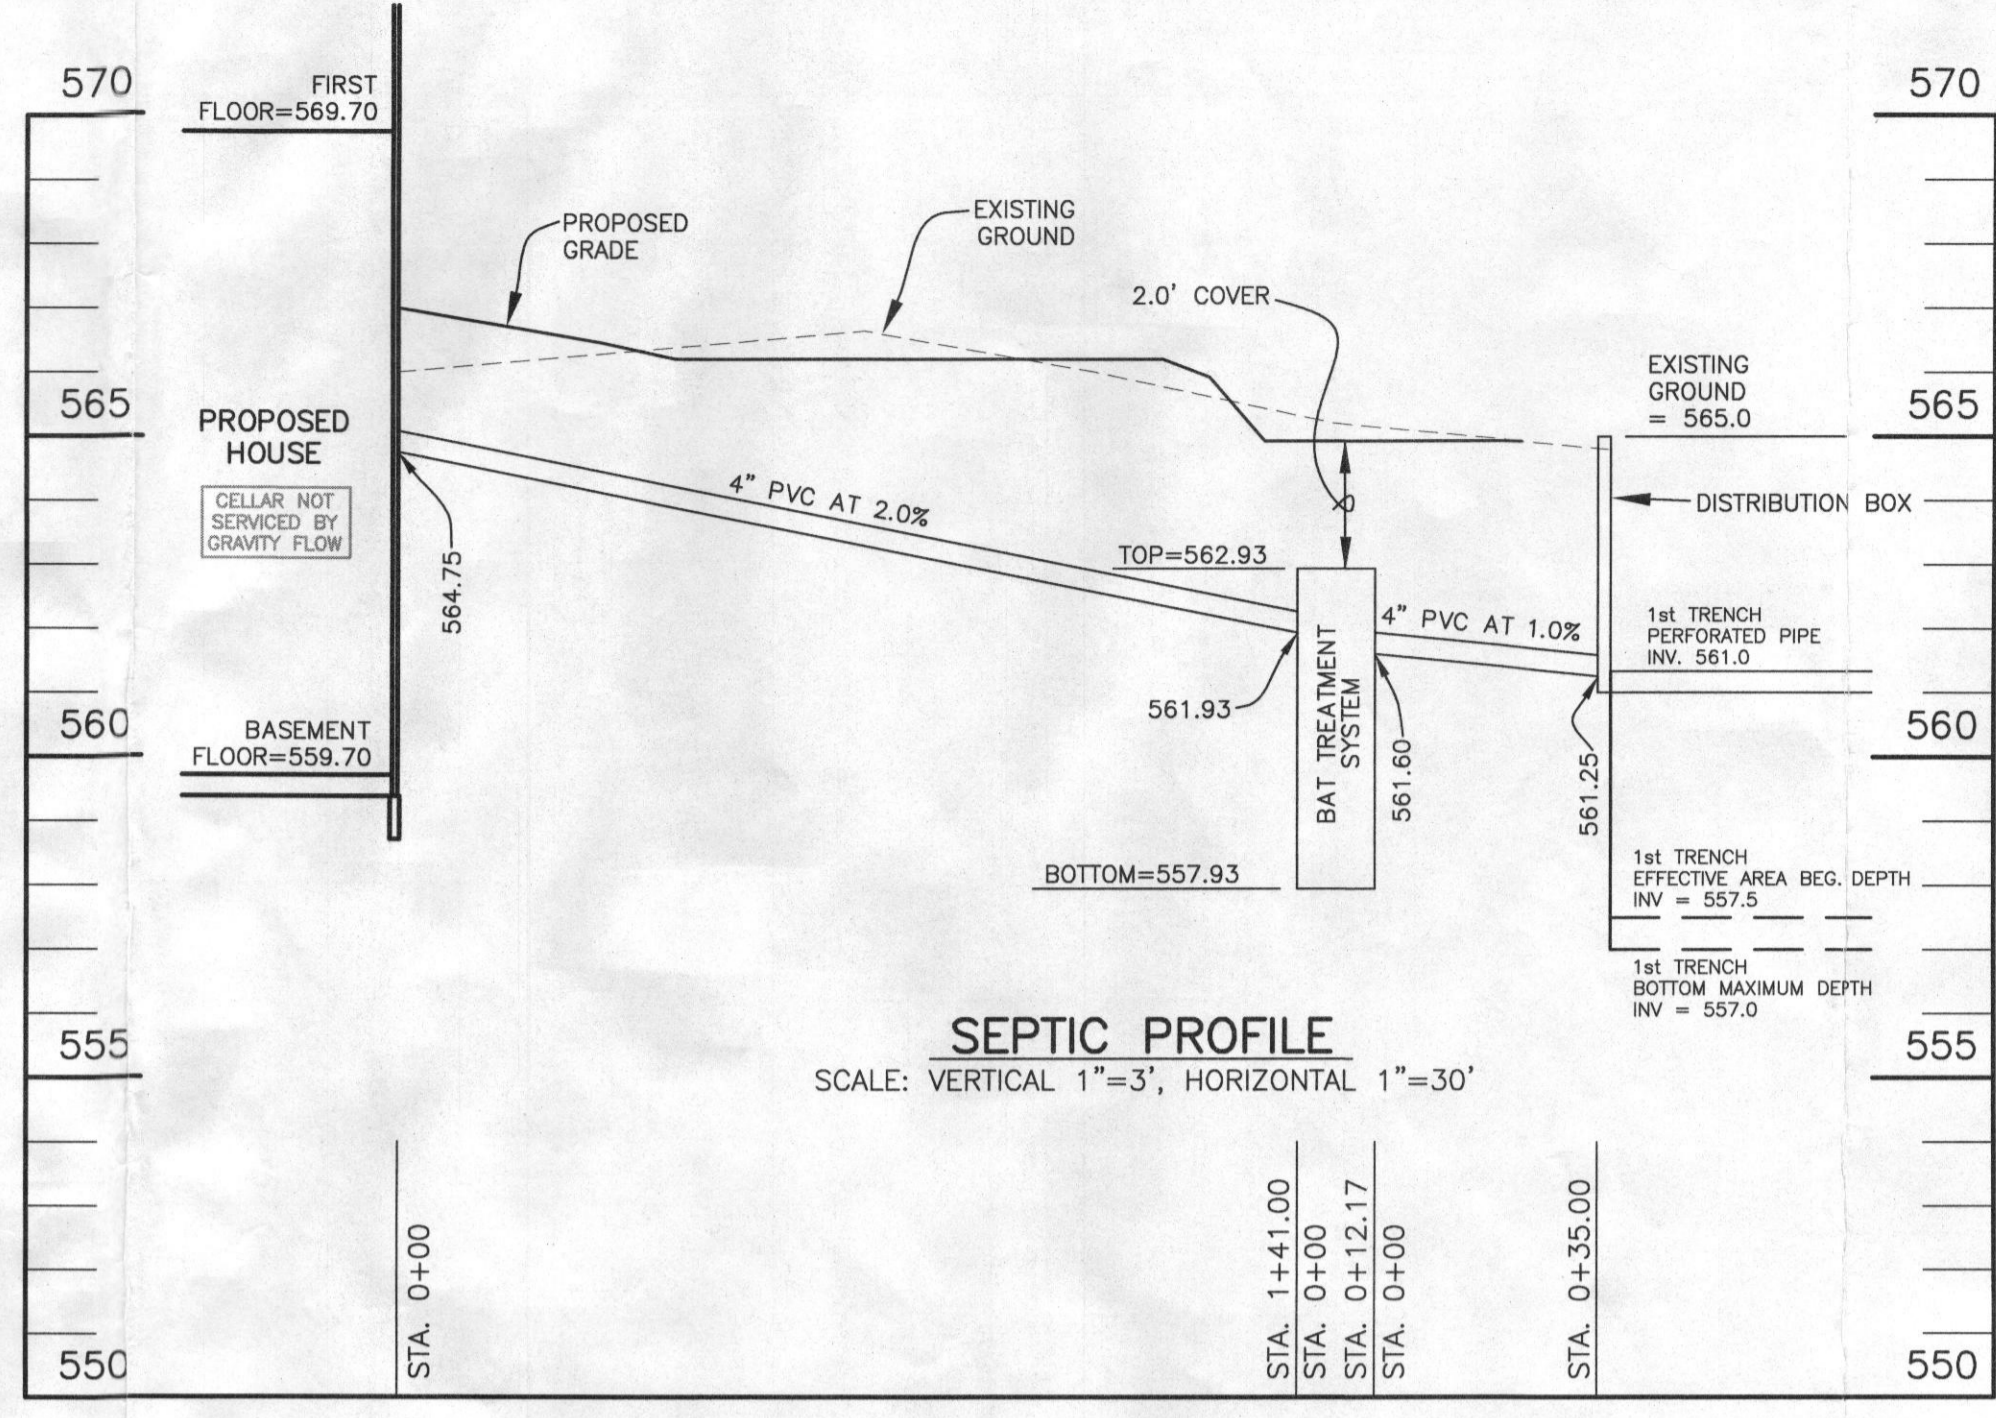 570
FIRST
FLOOR=569.70
570
PROPOSED
GRADE
EXISTING
GROUND
2.0' COVER
EXISTING
GROUND
= 565.0
565
565
PROPOSED
HOUSE
CELLAR NOT
SERVICED BY
GRAVITY FLOW
4" PVC AT 2.0%
DISTRIBUTION BOX
564.75
TOP=562.93
4" PVC AT 1.0%
1st TRENCH
PERFORATED PIPE
INV. 561.0
BAT TREATMENT
SYSTEM
561.93
561.60
561.25
560
BASEMENT
FLOOR=559.70
560
BOTTOM=557.93
1st TRENCH
EFFECTIVE AREA BEG. DEPTH
INV = 557.5
1st TRENCH
BOTTOM MAXIMUM DEPTH
INV = 557.0
555
555
SEPTIC PROFILE
SCALE: VERTICAL 1"=3', HORIZONTAL 1"=30'
STA. 0+00
STA. 1+41.00
STA. 0+00
STA. 0+12.17
STA. 0+00
STA. 0+35.00
550
550